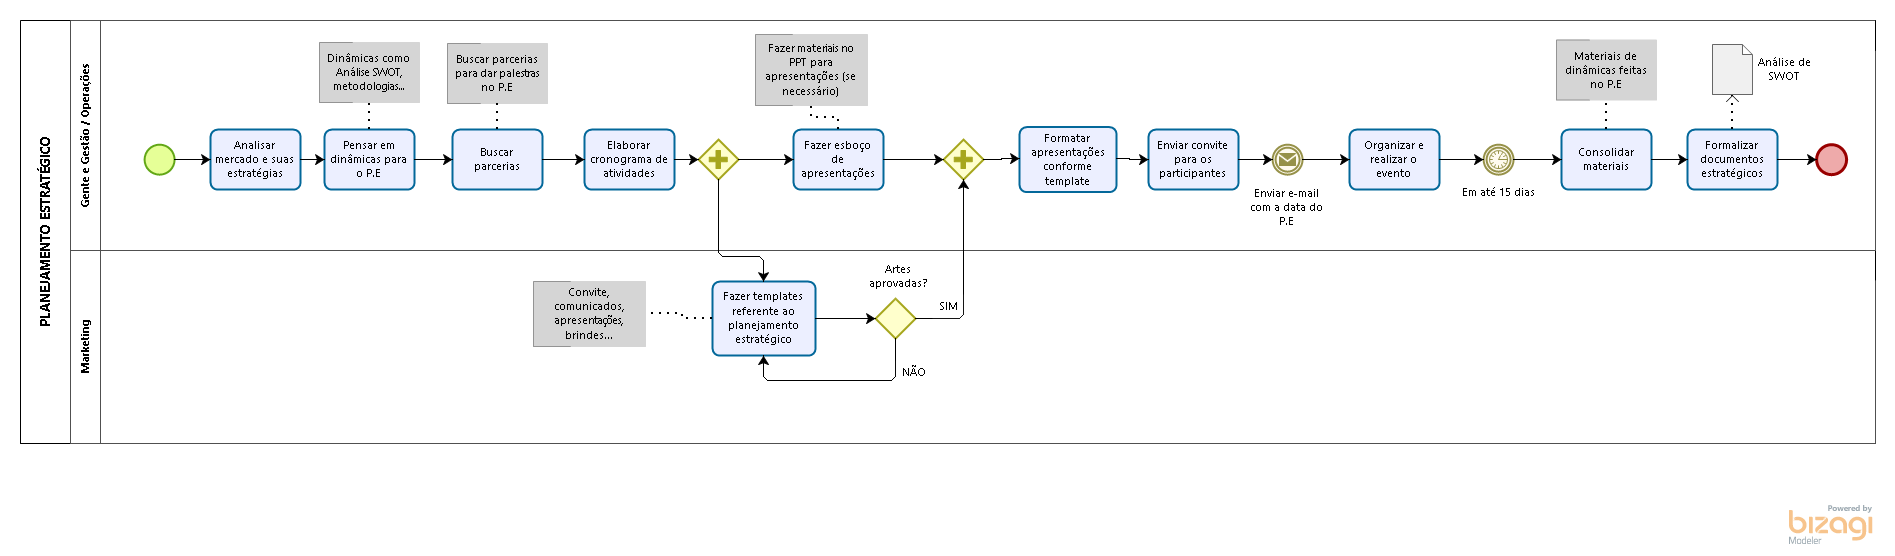 PLANEJAMENTO ESTRATÉGICO
Gente e Gestão / Operações
Dinâmicas como
Análise SWOT,
metodologias...
Buscar parcerias
para dar palestras
no P.E
Fazer materiais no
PPT para
apresentações (se
necessário)
Materiais de
dinâmicas feitas
no P.E
Análise de
SWOT
Analisar
mercado e suas
estratégias
Pensar em
dinâmicas para
o P.E
Buscar
parcerias
Elaborar
cronograma de
atividades
Fazer esboço
de
apresentações
Formatar
apresentações
conforme
template
Enviar convite
para os
participantes
Enviar e-mail
com a data do
P.E
Organizar e
realizar o
evento
Em até 15 dias
Consolidar
materiais
Formalizar
documentos
estratégicos
Marketing
Convite,
comunicados,
apresentações,
brindes...
Fazer templates
referente ao
planejamento
estratégico
Artes
aprovadas?
SIM
NÃO
Powered by
bizagi
Modeler